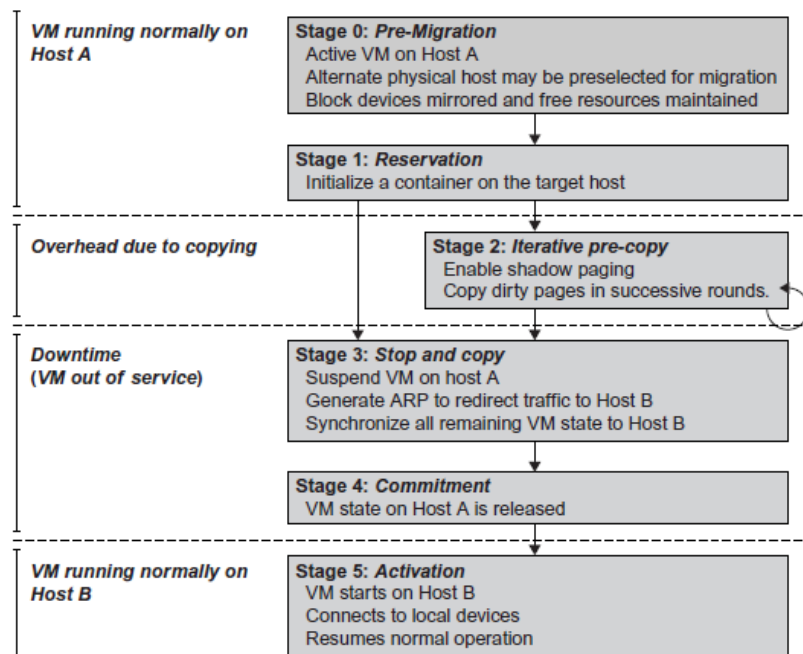 VM running normally on
Host A
Stage 0: Pre-Migration
Active VM on Host A
Alternate physical host may be preselected for migration
Block devices mirrored and free resources maintained
Stage 1: Reservation
Initialize a container on the target host
Overhead due to copying
Stage 2: Iterative pre-copy
Enable shadow paging
Copy dirty pages in successive rounds.
Downtime
(VM out of service)
Stage 3: Stop and copy
Suspend VM on host A
Generate ARP to redirect traffic to Host B
Synchronize all remaining VM state to Host B
Stage 4: Commitment
VM state on Host A is released
VM running normally on
Host B
Stage 5: Activation
VM starts on Host B
Connects to local devices
Resumes normal operation